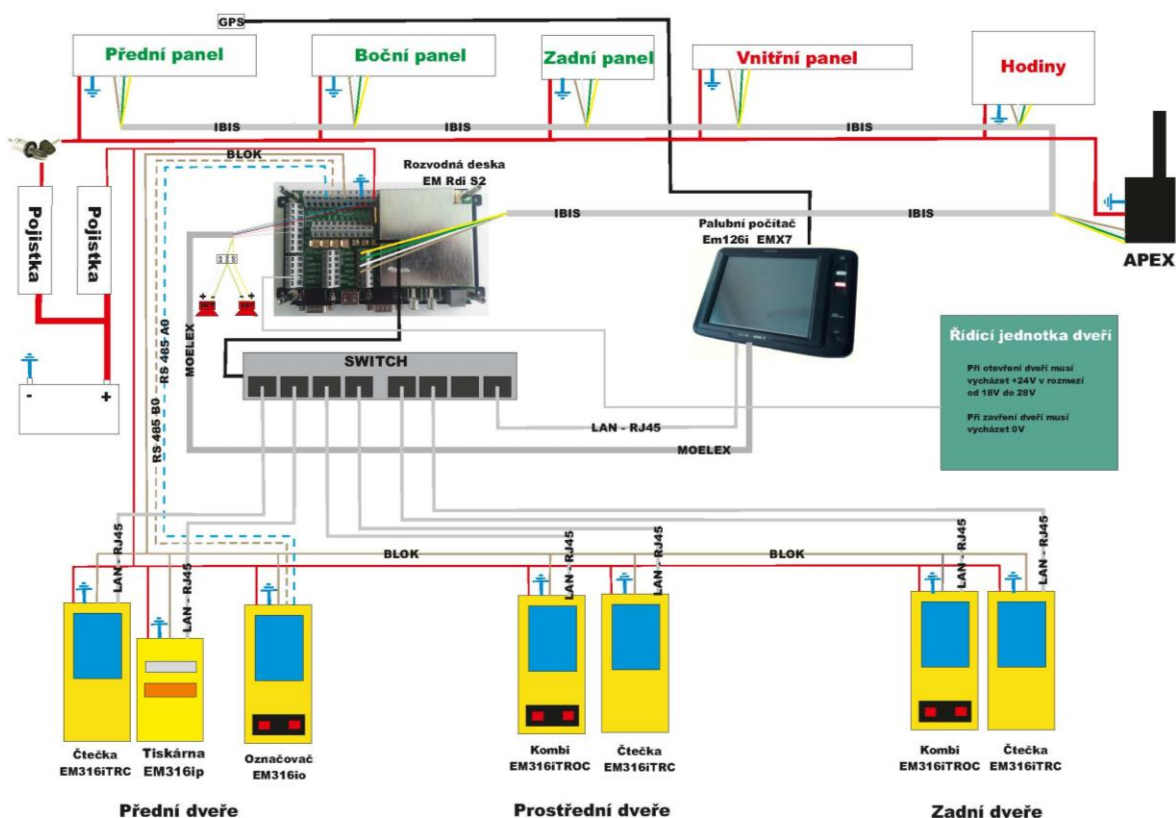 GPS
Přední panel
Boční panel
Zadní panel
Vnitřní panel
Hodiny
IBIS
IBIS
IBIS
IBIS
BLOK
Rozvodná deska
EM Rdi S2
IBIS
IBIS
Palubní počítač
Em126i EMX7
APEX
Pojistka
Pojistka
- +
+ -
+ -
INT
EXT
MOELEX
RS 485 A0
RS 485 B0
SWITCH
LAN - RJ45
MOELEX
Řídící jednotka dveří
Při otevření dveří musí
vycházet +24V v rozmezí
od 18V do 28V
Při zavření dveří musí
vycházet 0V
LAN - RJ45
LAN - RJ45
BLOK
LAN - RJ45
LAN - RJ45
BLOK
LAN - RJ45
LAN - RJ45
Čtečka
EM316iTRC
Tiskárna
EM316ip
Označovač
EM316io
Kombi
EM316iTROC
Čtečka
EM316iTRC
Kombi
EM316iTROC
Čtečka
EM316iTRC
Přední dveře
Prostřední dveře
Zadní dveře